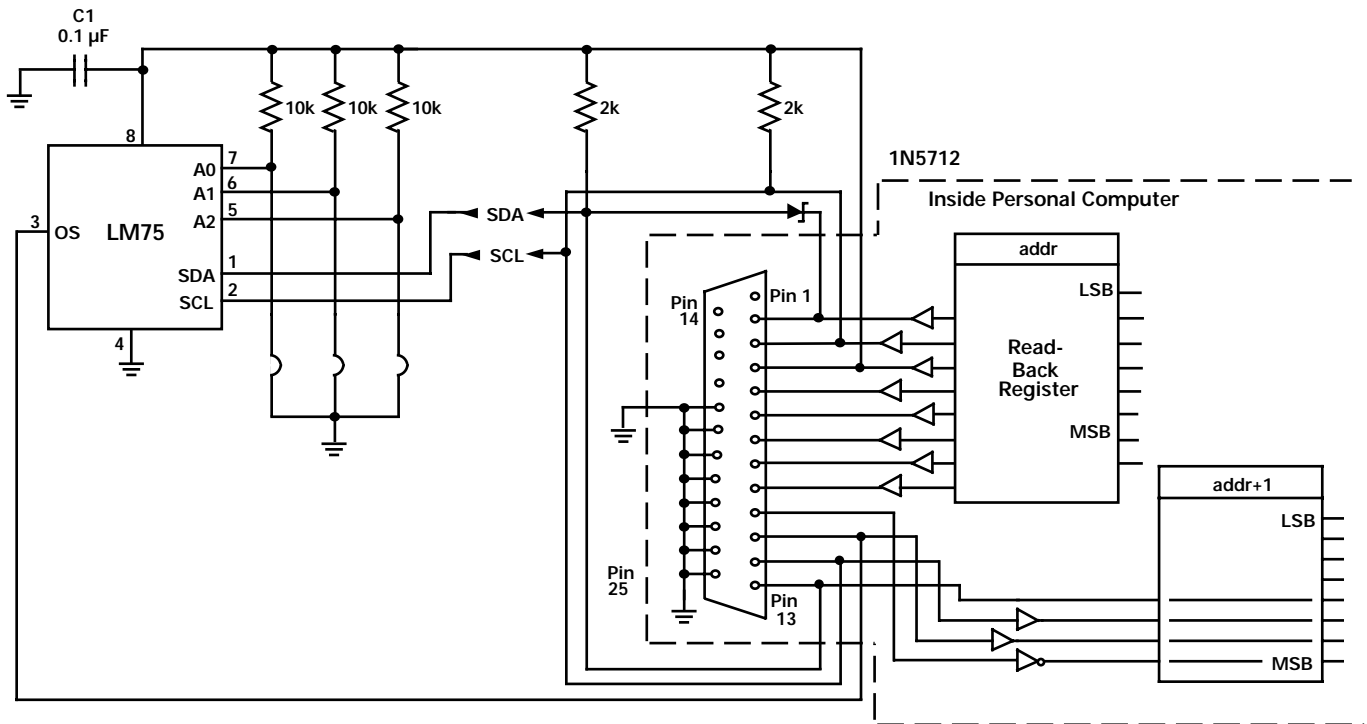 C1
0.1 µF
10k
10k
10k
2k
2k
8
A0
7
A1
6
A2
5
3
OS
LM75
SDA
1
SCL
2
4
SDA
SCL
1N5712
Inside Personal Computer
Pin 1
Pin
14
Pin
25
Pin
13
addr
LSB
Read-
Back
Register
MSB
addr+1
LSB
MSB